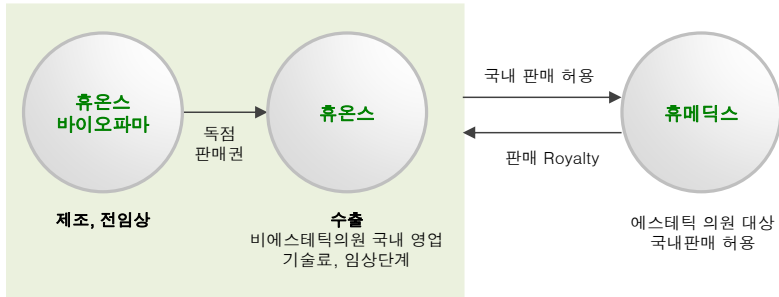 휴온스
바이오파마
독점
판매권
휴온스
국내 판매 허용
판매 Royalty
휴메딕스
제조, 전임상
수출
비에스테틱의원 국내 영업
기술료, 임상단계
에스테틱 의원 대상
국내판매 허용